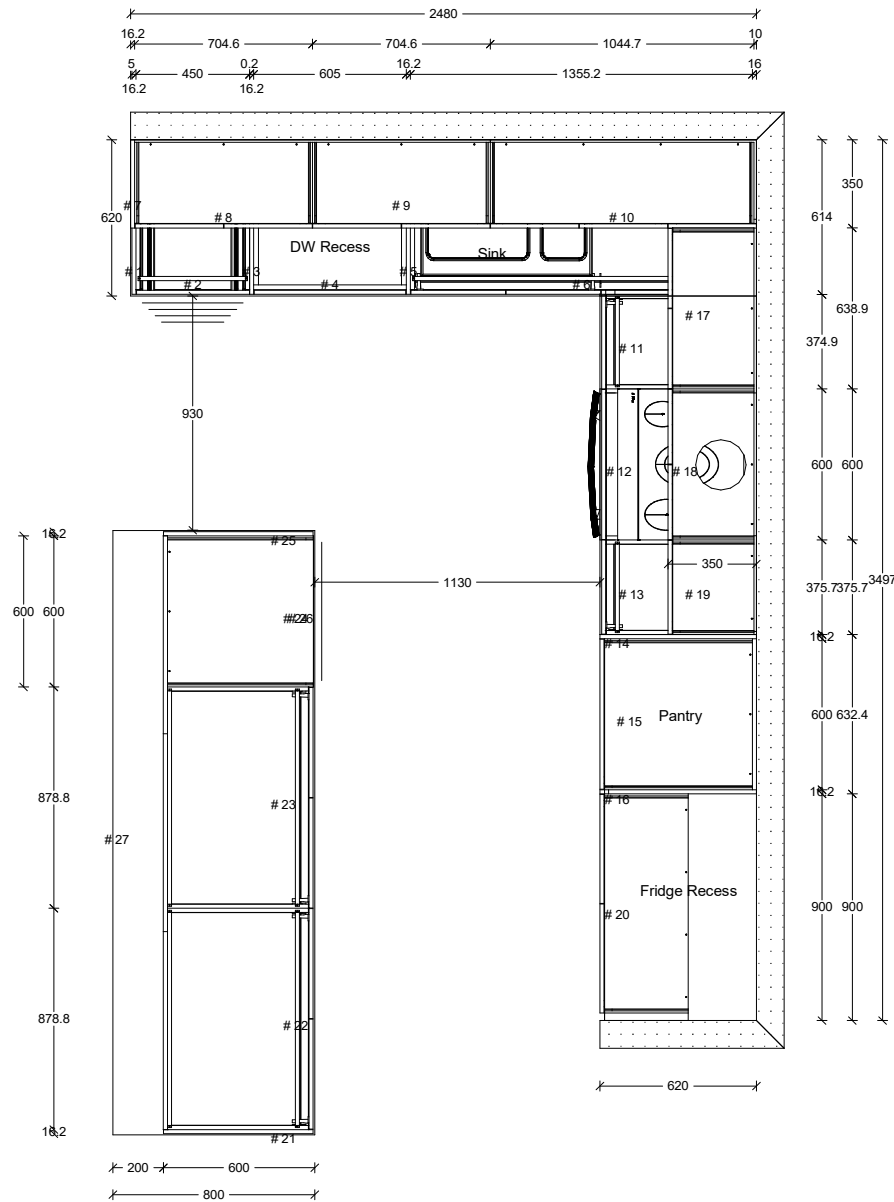 2480
16.2 704.6 704.6 1044.7 10
5 450 0.2 605 16.2 1355.2 16
16.2 16.2
350
# 7 # 8 # 9 # 10
620 614
DW Recess Sink
# 1 # 2 # 3 # 4 # 5 # 6
# 17
638.9
# 11 374.9
930
# 12 # 18 600 600
16.2
# 25
350
1130
600 600 # 13 # 19 375.7 375.7 3497
# 26
16.2
# 14
# 15 Pantry 600 632.4
16.2
878.8 # 23 # 16
# 27
Fridge Recess
# 20 900 900
878.8 # 22
620
16.2 # 21
200 600
800